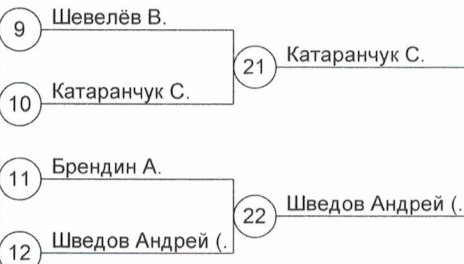 9 Шевелёв В.
21 Катаранчук С.
10 Катаранчук С.
11 Брендин А.
22 Шведов Андрей (.
12 Шведов Андрей (.